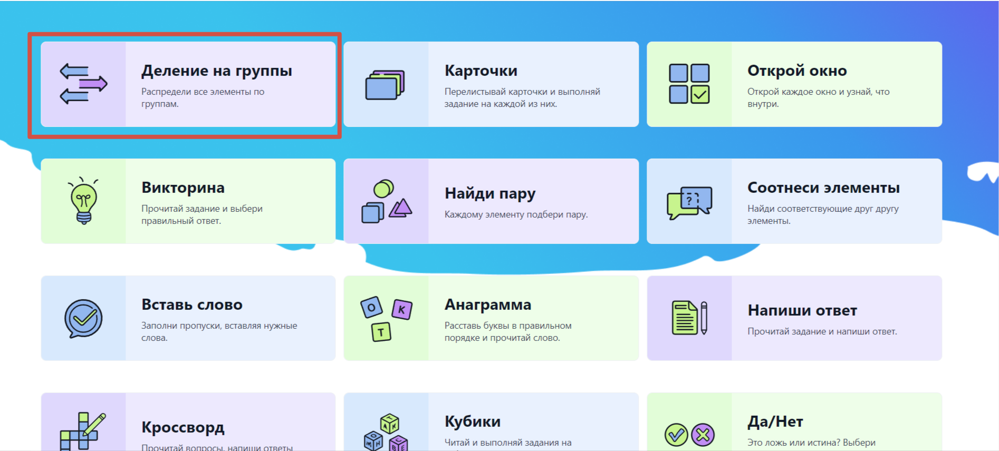 Деление на группы
Распредели все элементы по
группам.
Карточки
Перелистывай карточки и выполняй
задание на каждой из них.
Открой окно
Открой каждое окно и узнай, что
внутри.
Викторина
Прочитай задание и выбери
правильный ответ.
Найди пару
Каждому элементу подбери пару.
?
Соотнеси элементы
Найди соответствующие друг другу
элементы.
Вставь слово
Заполни пропуски, вставляя нужные
слова.
О К
Т
Анаграмма
Расставь буквы в правильном
порядке и прочитай слово.
Напиши ответ
Прочитай задание и напиши ответ.
Кроссворд
Прочитай вопросы, напиши ответы
Кубики
Читай и выполняй задания на
Да/Нет
Это ложь или истина? Выбери